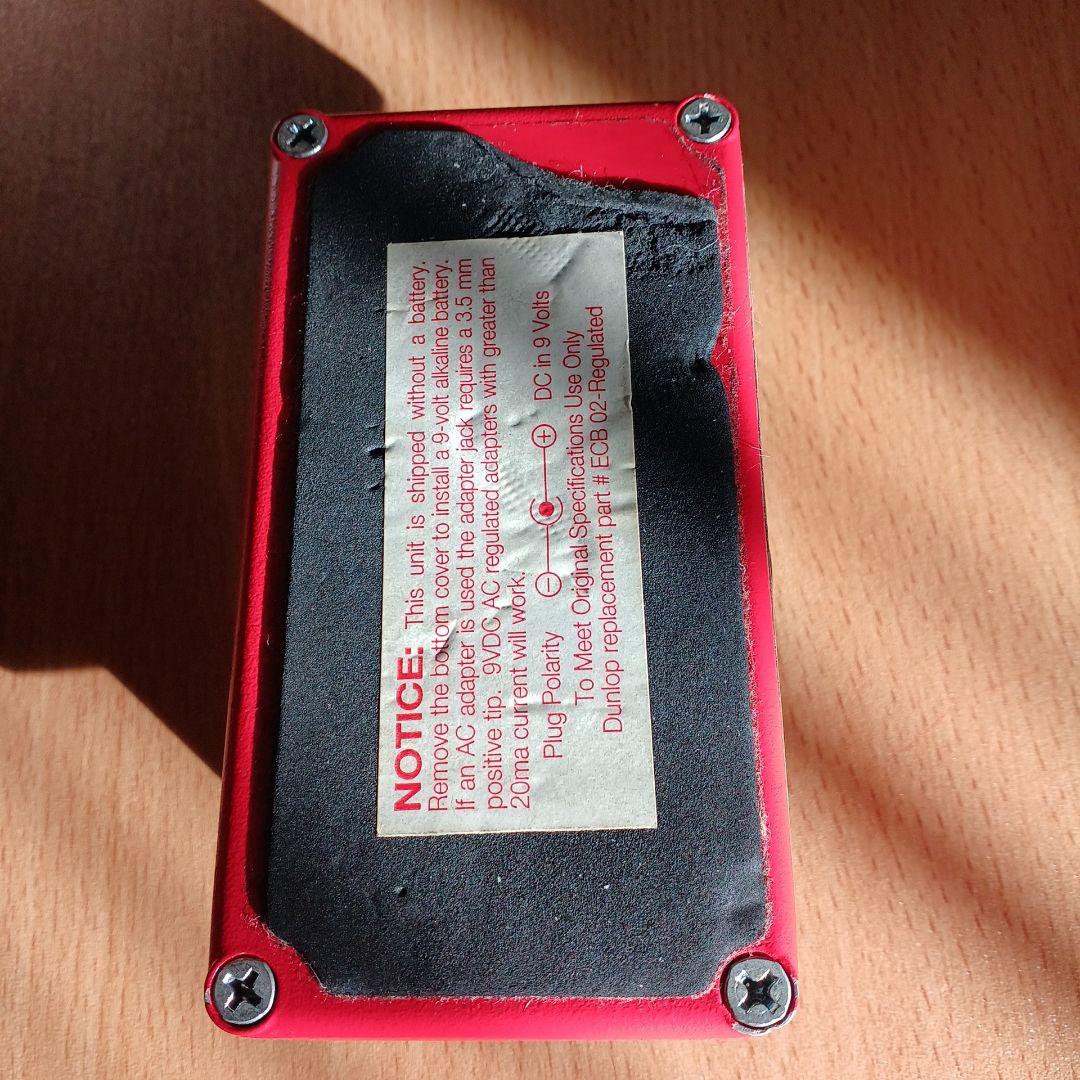 NOTICE: This unit is shipped without a battery.
Remove the bottom cover to install a 9-volt alkaline battery.
If an AC adapter is used the adapter jack requires a 3.5 mm
positive tip. 9VDC AC regulated adapters with greater than
20ma current will work.
Plug Polarity - + DC in 9 Volts
To Meet Original Specifications Use Only
Dunlop replacement part # ECB 02-Regulated